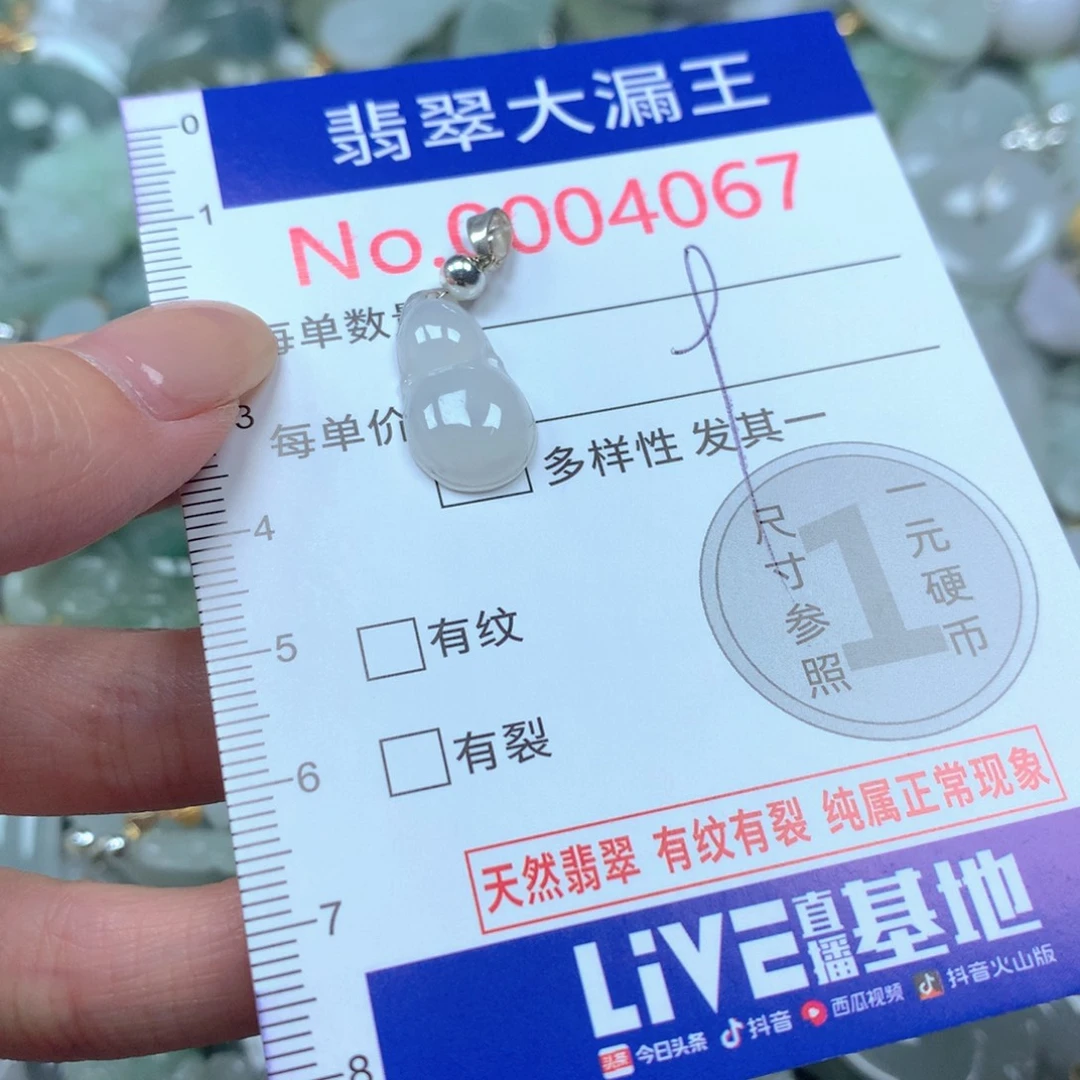 翡翠大漏王
No.0004067
每单数量
每单价
多样性 发其一
尺寸参照
1
一元硬币
有纹
有裂
天然翡翠 有纹有裂 纯属正常现象
LiVE直播基地
头条 今日头条 抖音 西瓜视频 抖音火山版
0
1
3
4
5
6
7
8